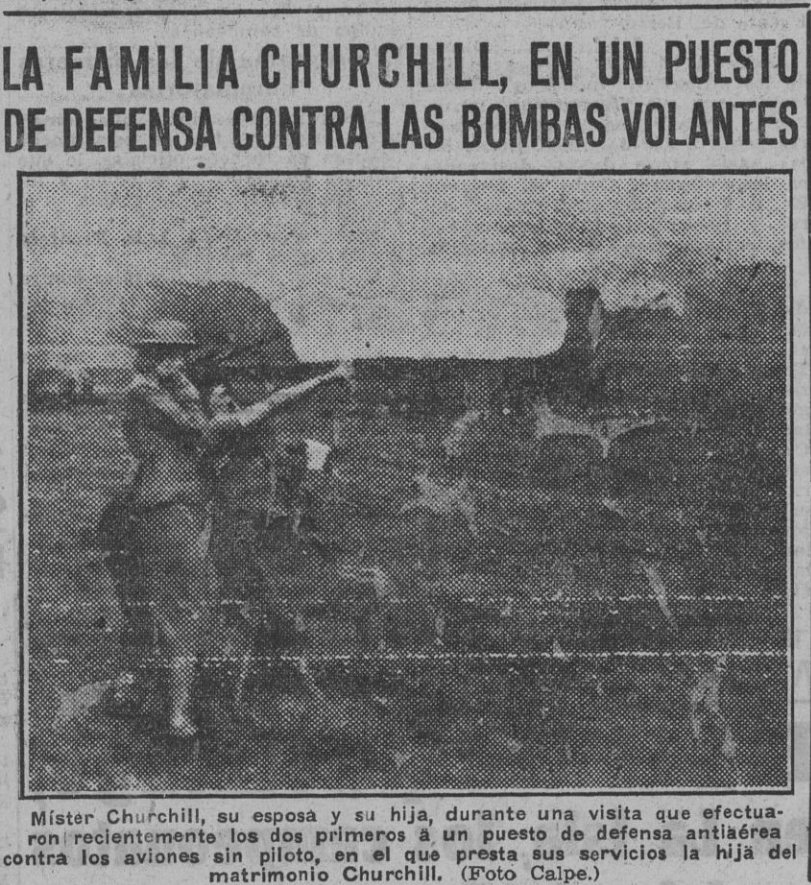 LA FAMILIA CHURCHILL, EN UN PUESTO
DE DEFENSA CONTRA LAS BOMBAS VOLANTES
Míster Churchill, su esposa y su hija, durante una visita que efectua-
ron recientemente los dos primeros a un puesto de defensa antiaérea
contra los aviones sin piloto, en el que presta sus servicios la hija del
matrimonio Churchill. (Foto Calpe.)